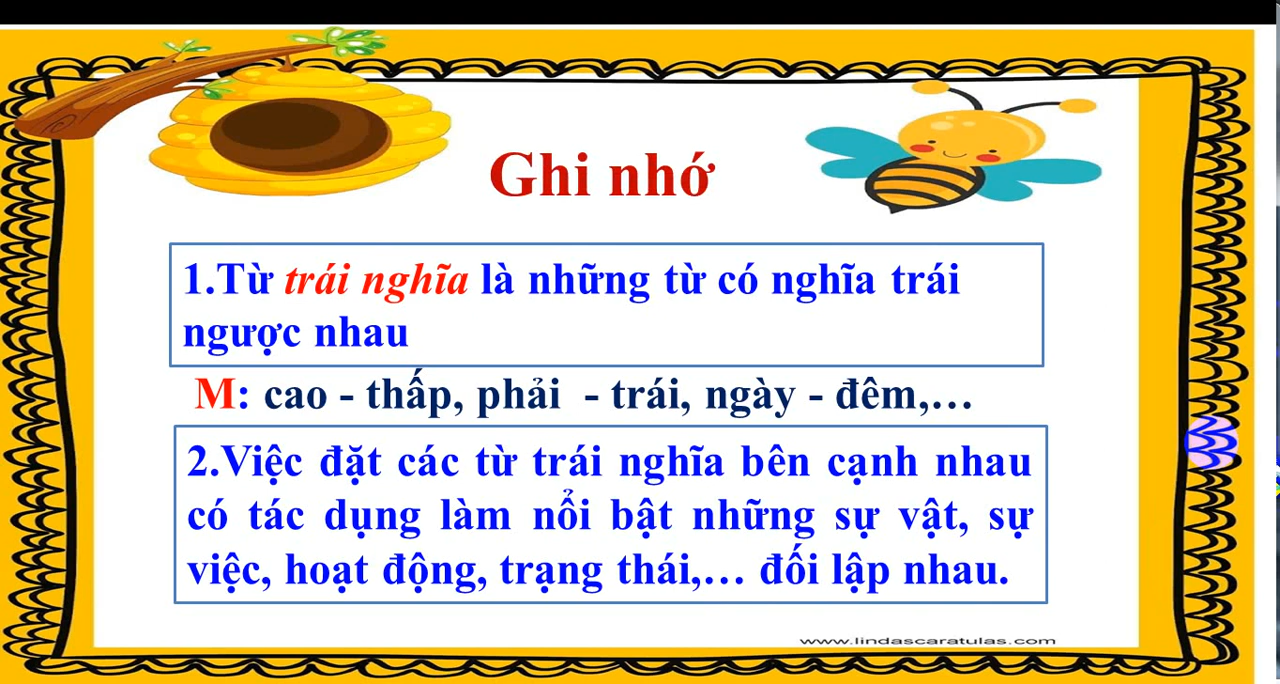 Ghi nhớ
1.Từ trái nghĩa là những từ có nghĩa trái
ngược nhau
M: cao - thấp, phải - trái, ngày - đêm,...
2.Việc đặt các từ trái nghĩa bên cạnh nhau
có tác dụng làm nổi bật những sự vật, sự
việc, hoạt động, trạng thái,... đối lập nhau.
www.lindascaratulas.com